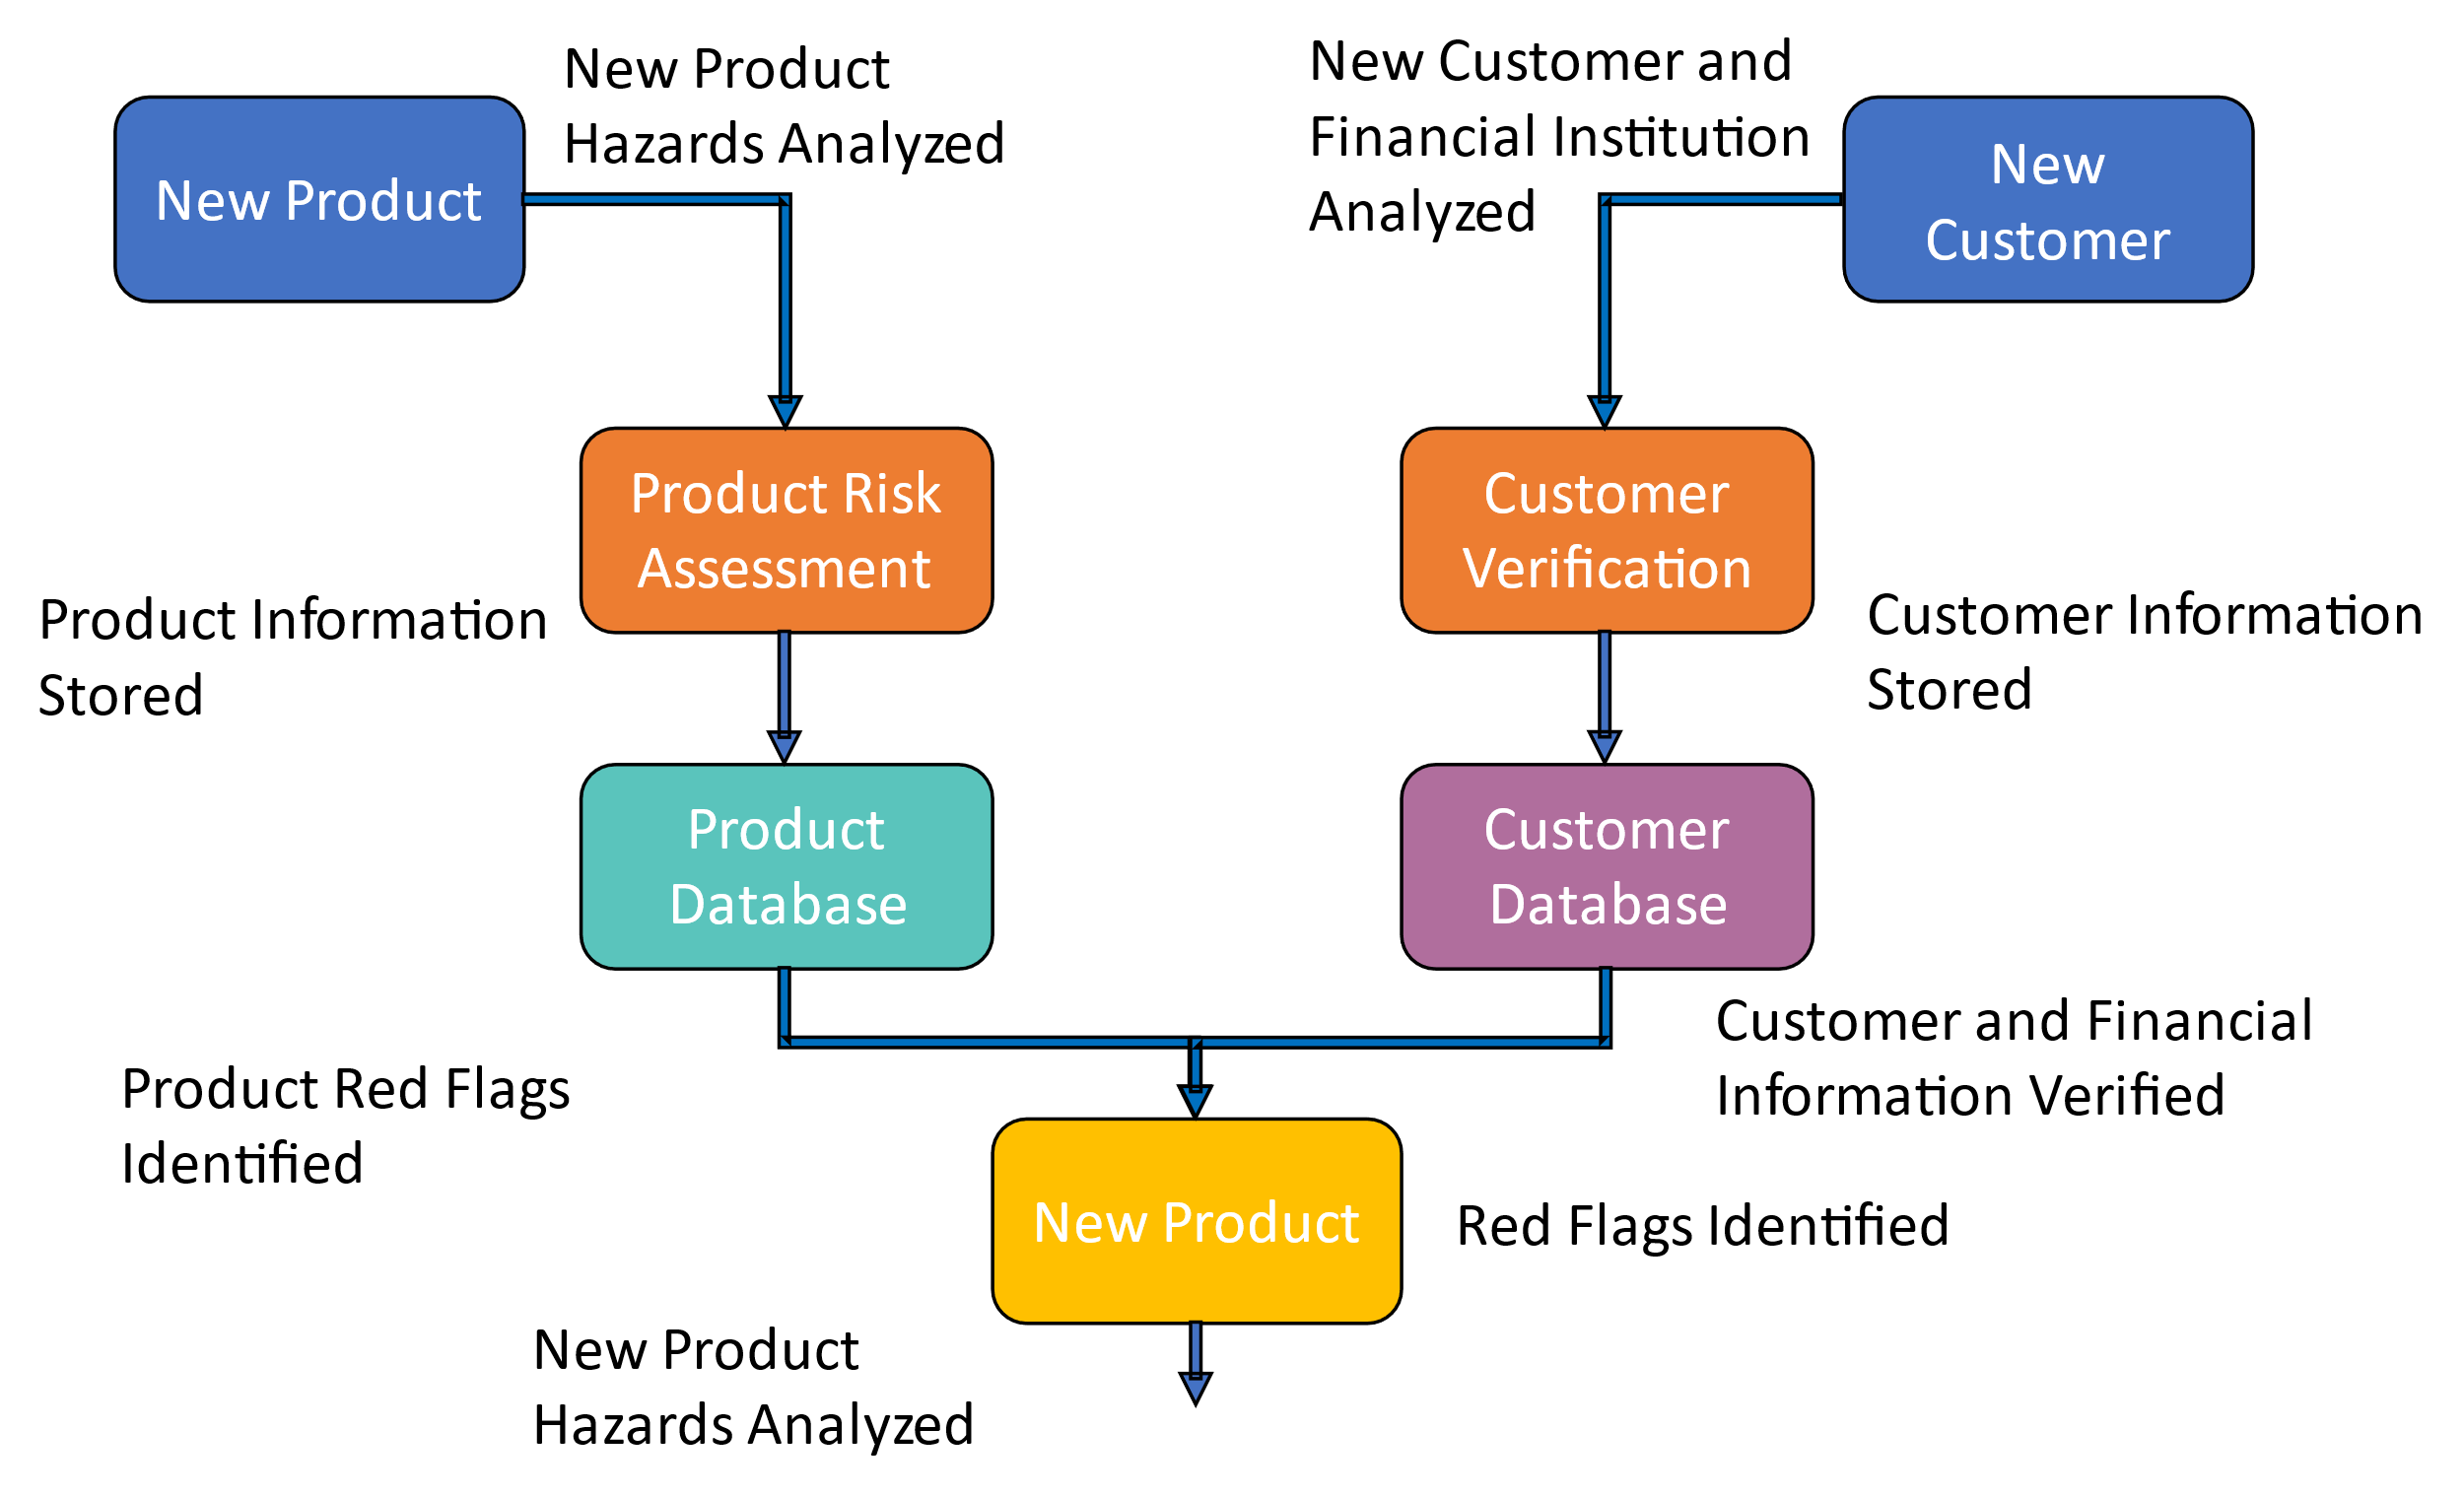 New Product
New Product
Hazards Analyzed
New Customer and
Financial Institution
Analyzed
New
Customer
Product Risk
Assessment
Customer
Verification
Product Information
Stored
Customer Information
Stored
Product
Database
Customer
Database
Product Red Flags
Identified
Customer and Financial
Information Verified
New Product
Red Flags Identified
New Product
Hazards Analyzed